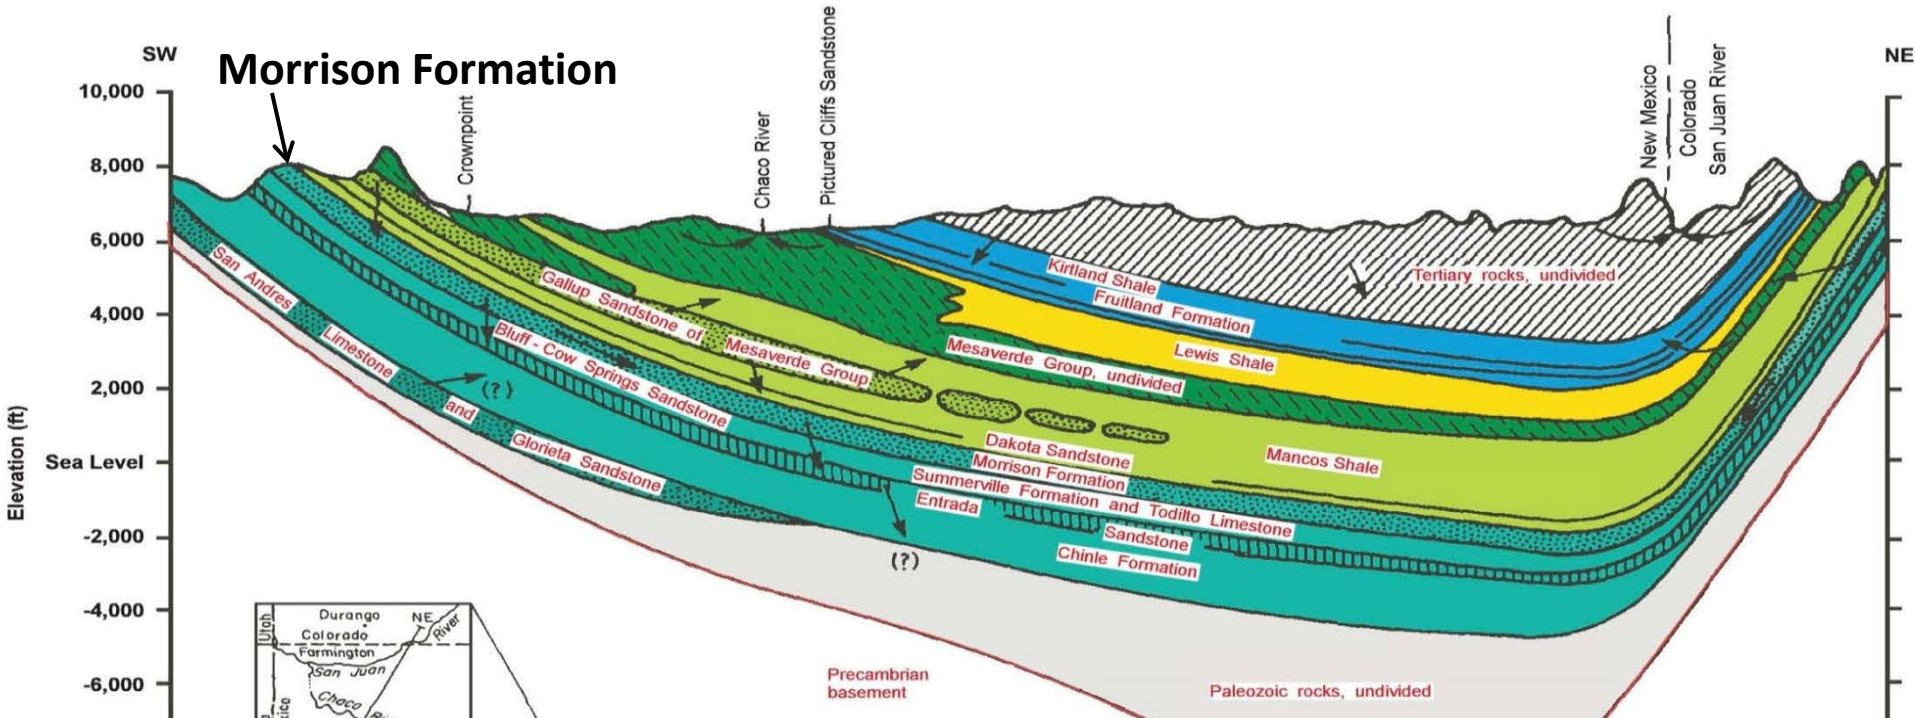 SW
NE
Morrison Formation
Crownpoint
Chaco River
Pictured Cliffs Sandstone
New Mexico
Colorado
San Juan River
Elevation (ft)
10,000
8,000
6,000
4,000
2,000
Sea Level
-2,000
-4,000
-6,000
San Andres
Limestone
and
Glorieta Sandstone
(?)
Bluff - Cow Springs Sandstone
Gallup Sandstone of
Mesaverde Group
Kirtland Shale
Fruitland Formation
Tertiary rocks, undivided
Lewis Shale
Mesaverde Group, undivided
Mancos Shale
Dakota Sandstone
Morrison Formation
Summerville Formation and Todilto Limestone
Entrada
Sandstone
Chinle Formation
(?)
Precambrian
basement
Paleozoic rocks, undivided
Utah
Durango
NE
River
Colorado
Farmington
San Juan
Chaco